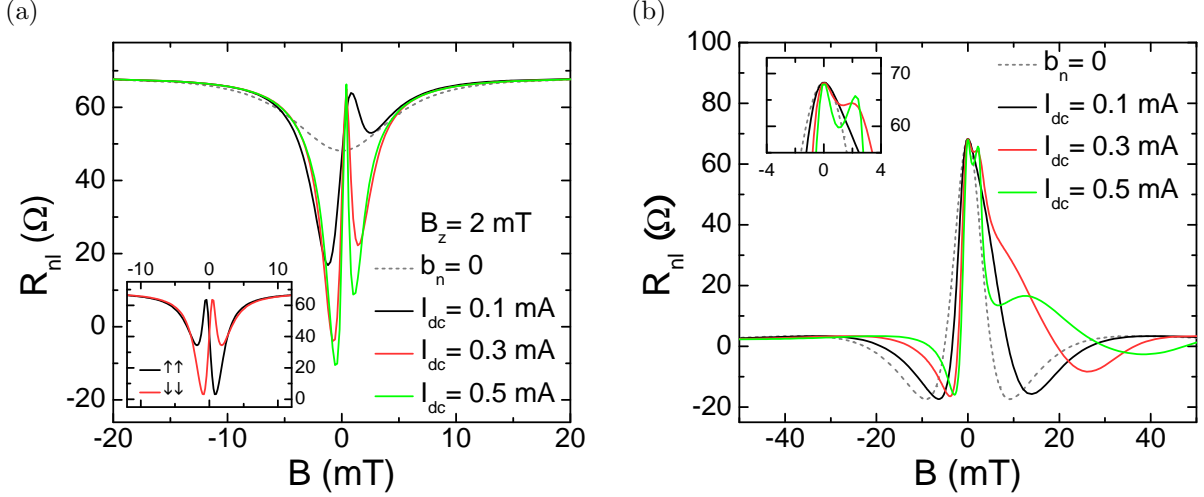 (a)
60
40
20
0
-20
-20
-10
0
10
20
R_nl (Ω)
B (mT)
B_z = 2 mT
b_n = 0
I_dc = 0.1 mA
I_dc = 0.3 mA
I_dc = 0.5 mA
-10
0
10
60
40
20
0
↑↑
↓↓
(b)
100
80
60
40
20
0
-20
-40
-20
0
20
40
R_nl (Ω)
B (mT)
b_n = 0
I_dc = 0.1 mA
I_dc = 0.3 mA
I_dc = 0.5 mA
70
60
-4
0
4